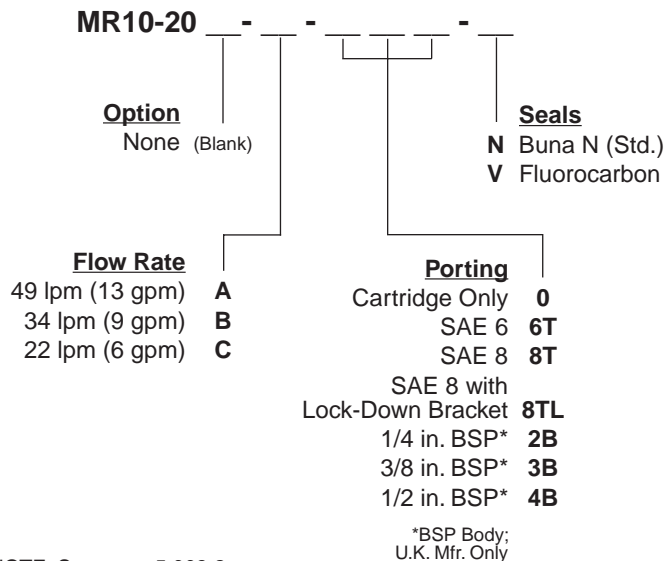 MR10-20 __ - __ - __ __ __ - __
Option
None (Blank)
Seals
N Buna N (Std.)
V Fluorocarbon
Flow Rate
49 lpm (13 gpm) A
34 lpm (9 gpm) B
22 lpm (6 gpm) C
Porting
Cartridge Only 0
SAE 6 6T
SAE 8 8T
SAE 8 with
Lock-Down Bracket 8TL
1/4 in. BSP* 2B
3/8 in. BSP* 3B
1/2 in. BSP* 4B
*BSP Body;
U.K. Mfr. Only